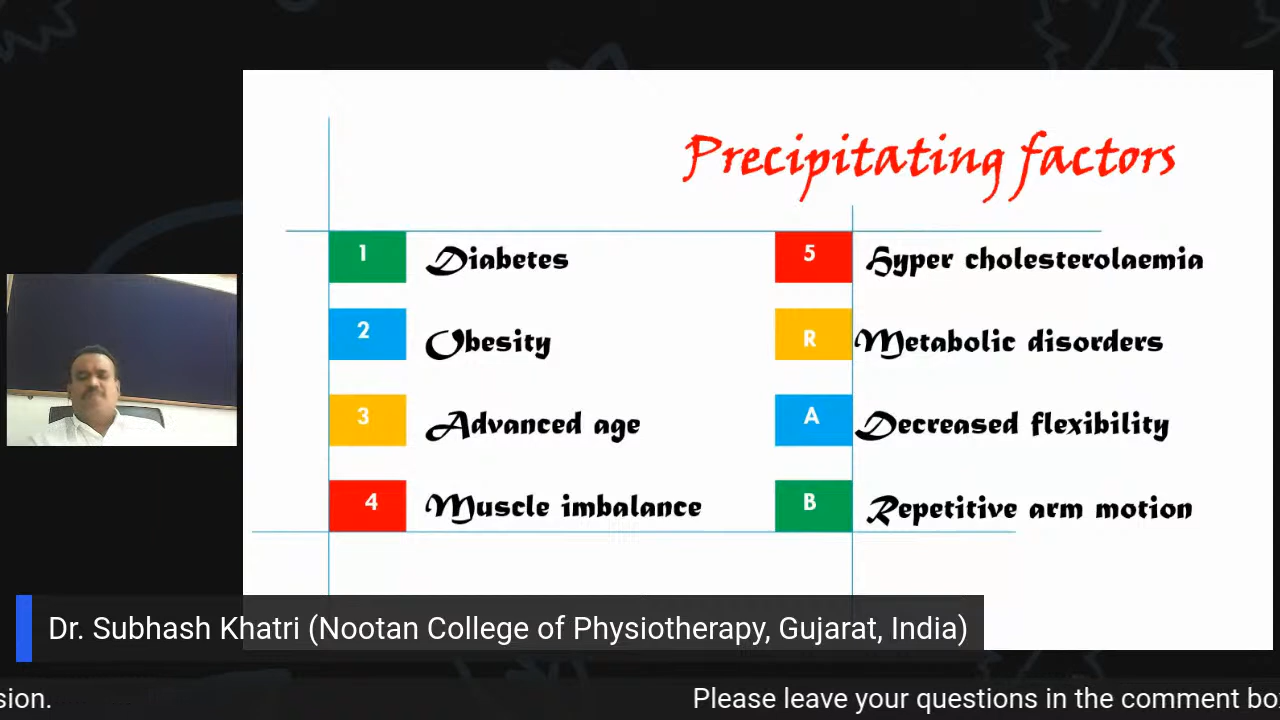 Precipitating factors
1 Diabetes
2 Obesity
3 Advanced age
4 Muscle imbalance
5 Hyper cholesterolaemia
R Metabolic disorders
A Decreased flexibility
B Repetitive arm motion
Dr. Subhash Khatri (Nootan College of Physiotherapy, Gujarat, India)
sion. Please leave your questions in the comment bo